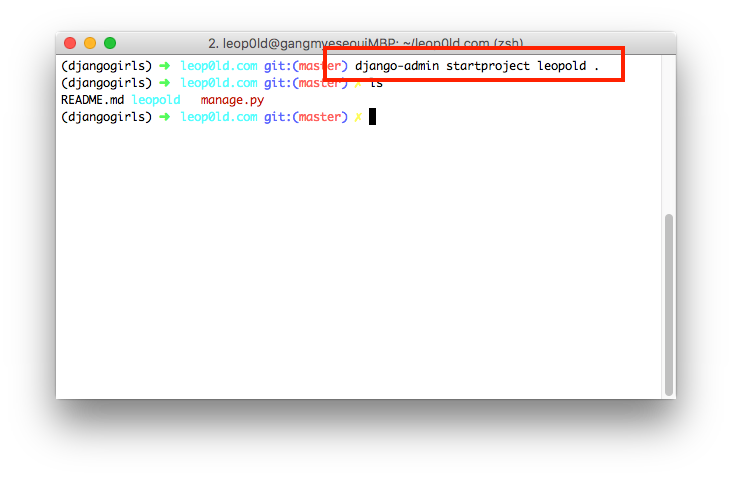 2. leop0ld@gangmyeseouiMBP: ~/leop0ld.com (zsh)
(djangogirls) ➜ leop0ld.com git:(master) django-admin startproject leopold .
(djangogirls) ➜ leop0ld.com git:(master) ✗ ls
README.md leopold manage.py
(djangogirls) ➜ leop0ld.com git:(master) ✗